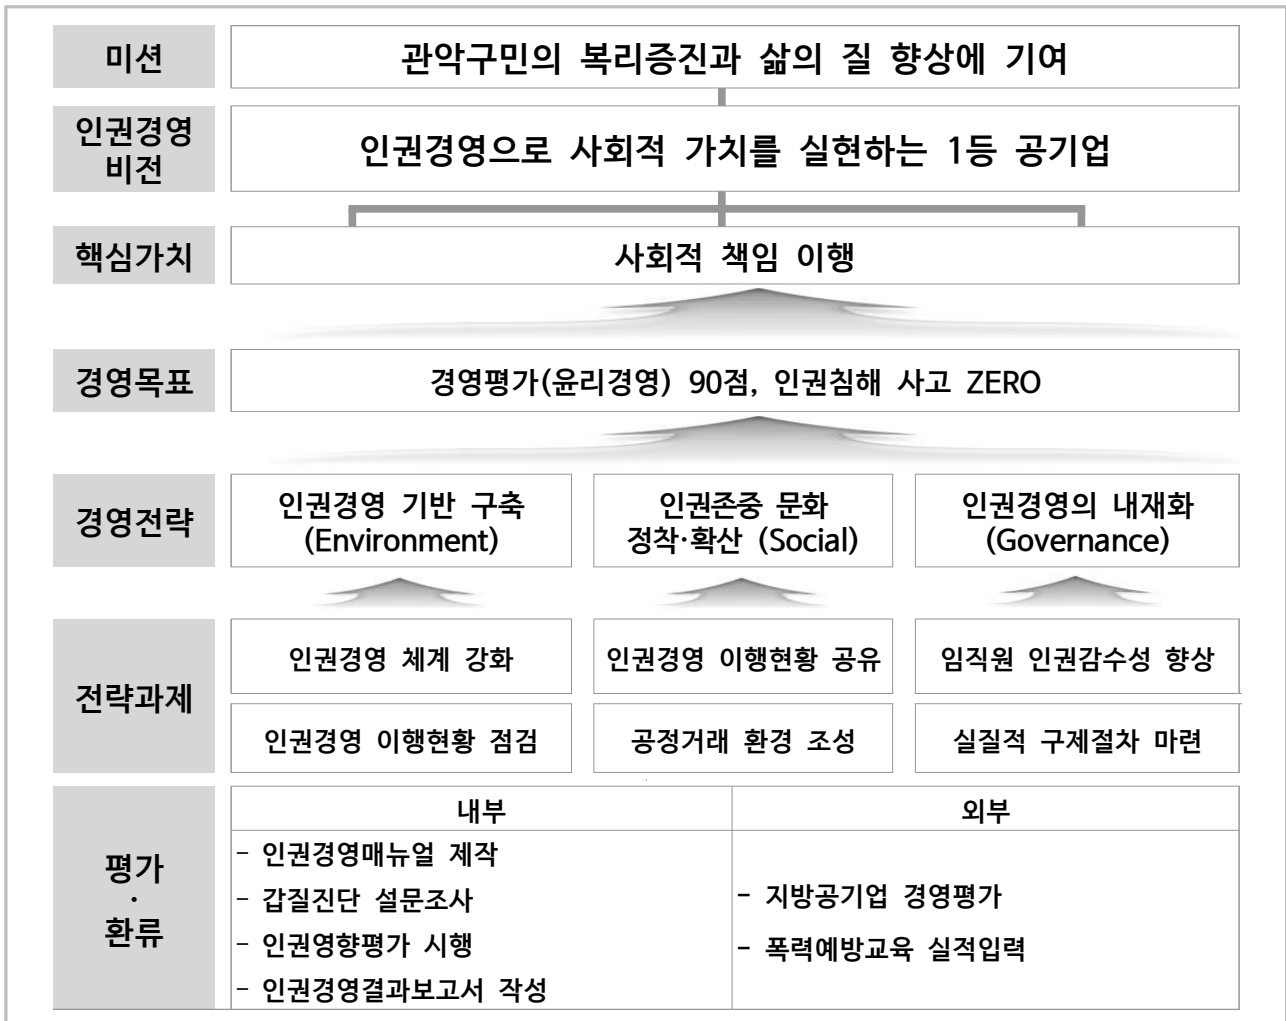 미션
관악구민의 복리증진과 삶의 질 향상에 기여
인권경영
비전
인권경영으로 사회적 가치를 실현하는 1등 공기업
핵심가치
사회적 책임 이행
경영목표
경영평가(윤리경영) 90점, 인권침해 사고 ZERO
경영전략
인권경영 기반 구축
(Environment)
인권존중 문화
정착·확산 (Social)
인권경영의 내재화
(Governance)
전략과제
인권경영 체계 강화
인권경영 이행현황 공유
임직원 인권감수성 향상
인권경영 이행현황 점검
공정거래 환경 조성
실질적 구제절차 마련
평가
·
환류
내부
- 인권경영매뉴얼 제작
- 갑질진단 설문조사
- 인권영향평가 시행
- 인권경영결과보고서 작성
외부
- 지방공기업 경영평가
- 폭력예방교육 실적입력